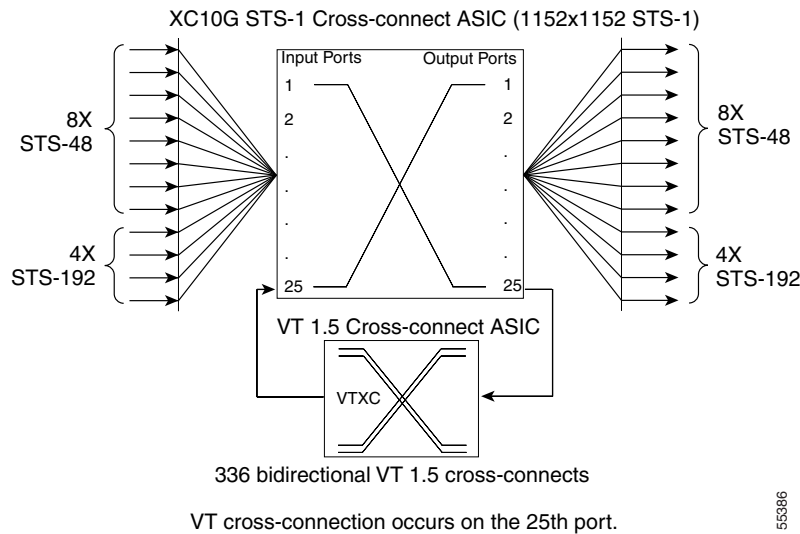 XC10G STS-1 Cross-connect ASIC (1152x1152 STS-1)
Input Ports
Output Ports
1
1
2
2
.
.
.
.
.
.
.
.
25
25
8X
STS-48
4X
STS-192
8X
STS-48
4X
STS-192
VT 1.5 Cross-connect ASIC
VTXC
336 bidirectional VT 1.5 cross-connects
VT cross-connection occurs on the 25th port.
55386